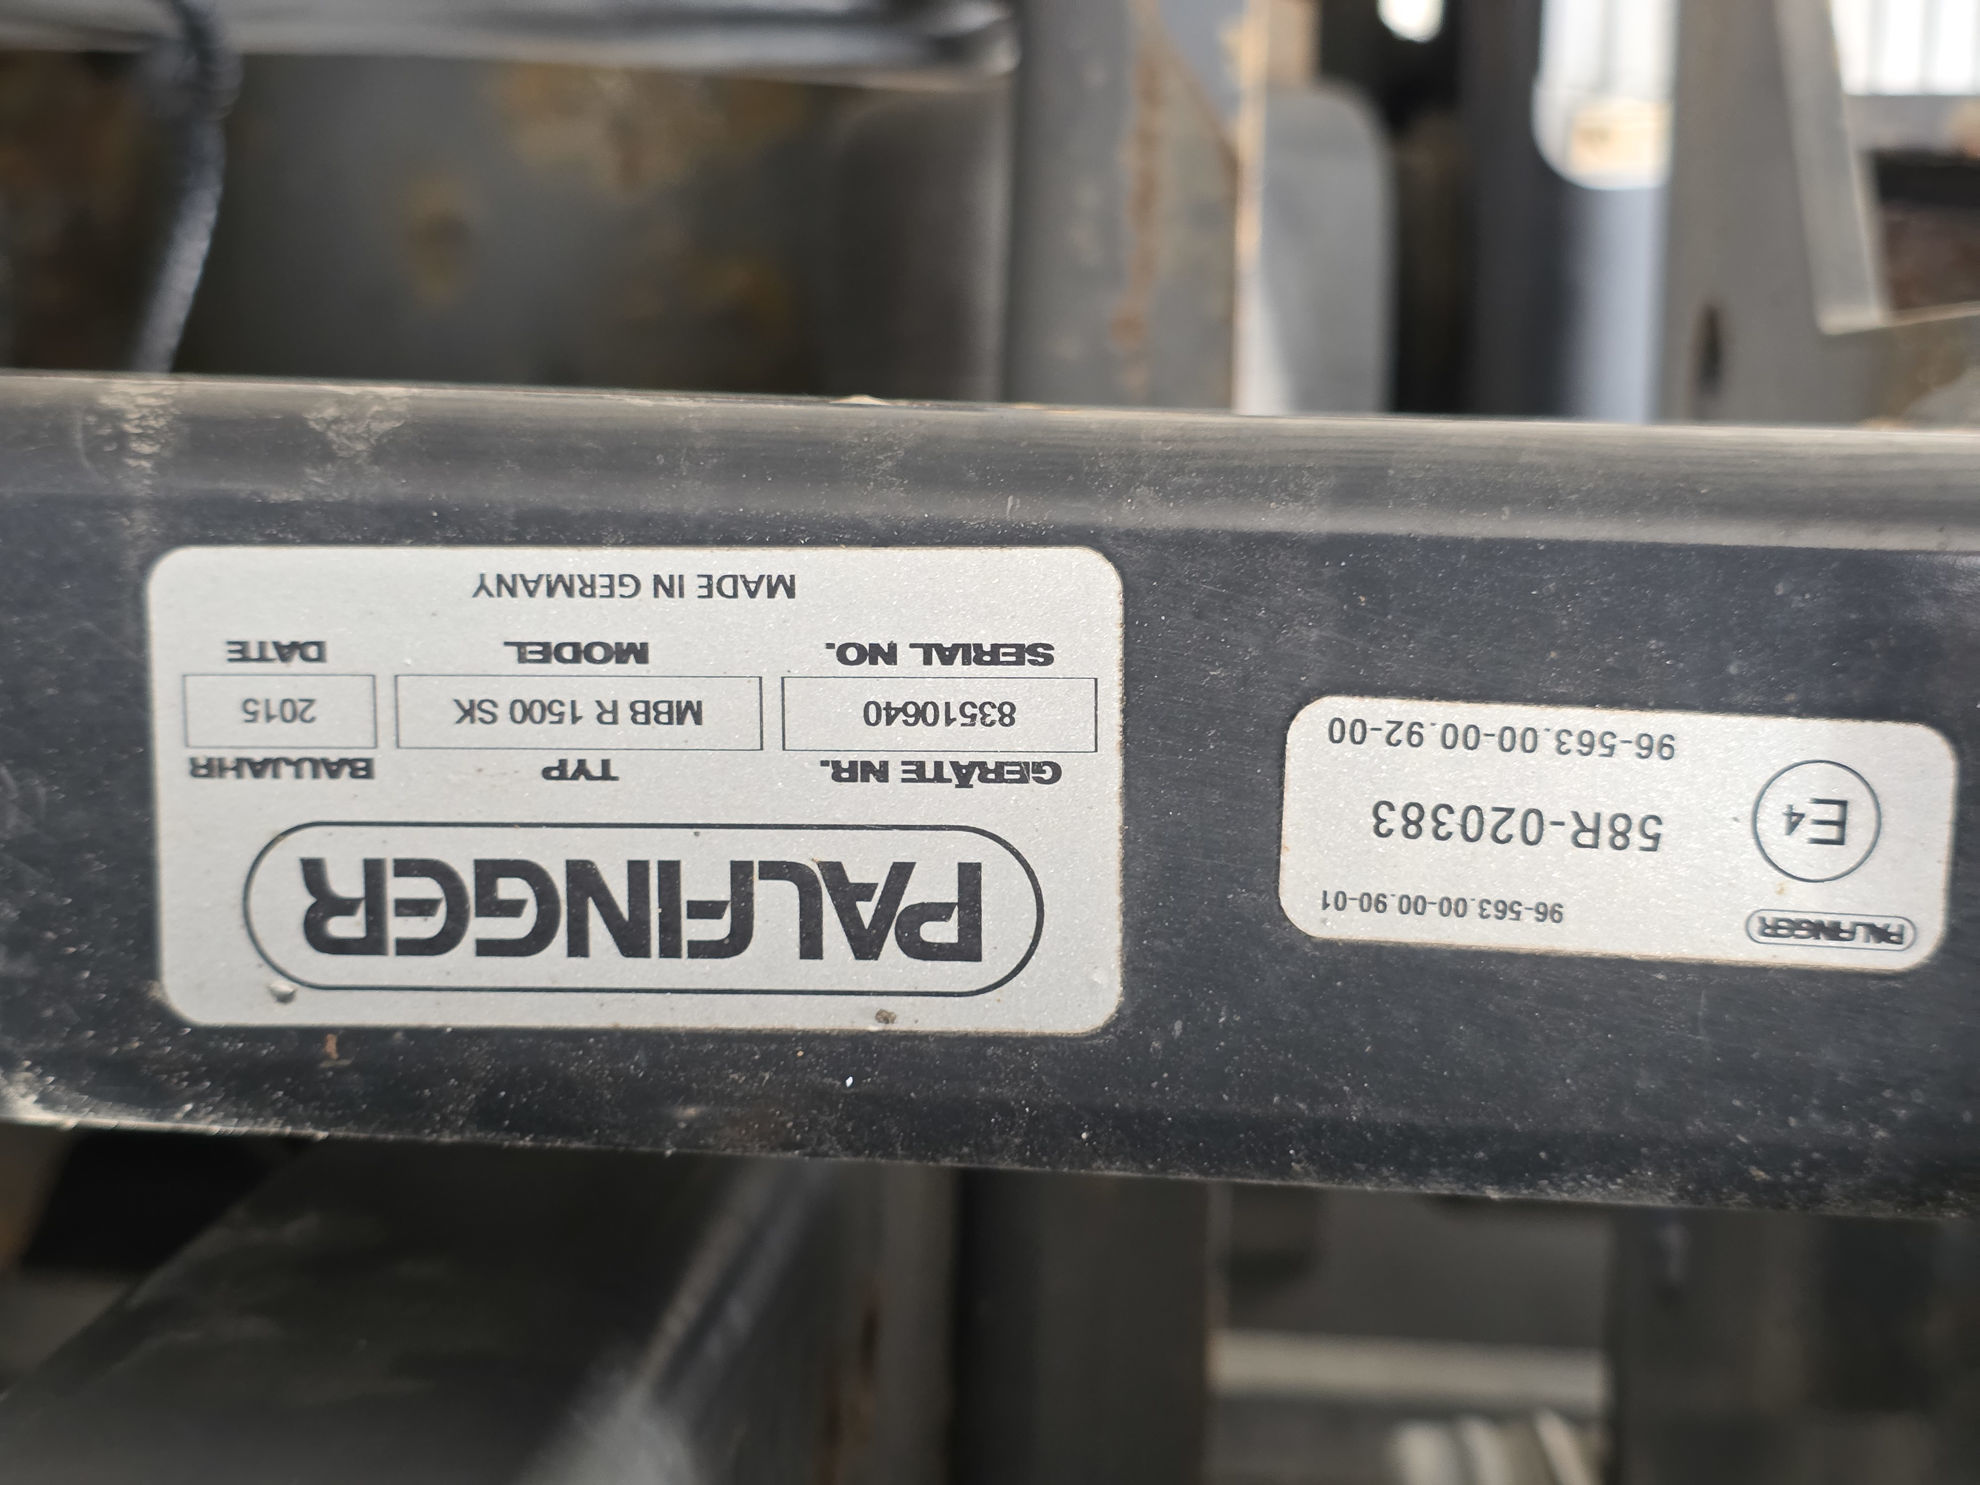 PALFINGER
GERÄTE NR. TYP BAUJAHR
83510640 MBB R 1500 SK 2015
SERIAL NO. MODEL DATE
MADE IN GERMANY
PALFINGER 96-563.00-00.90-01
E4 58R-020383
96-563.00-00.92-00